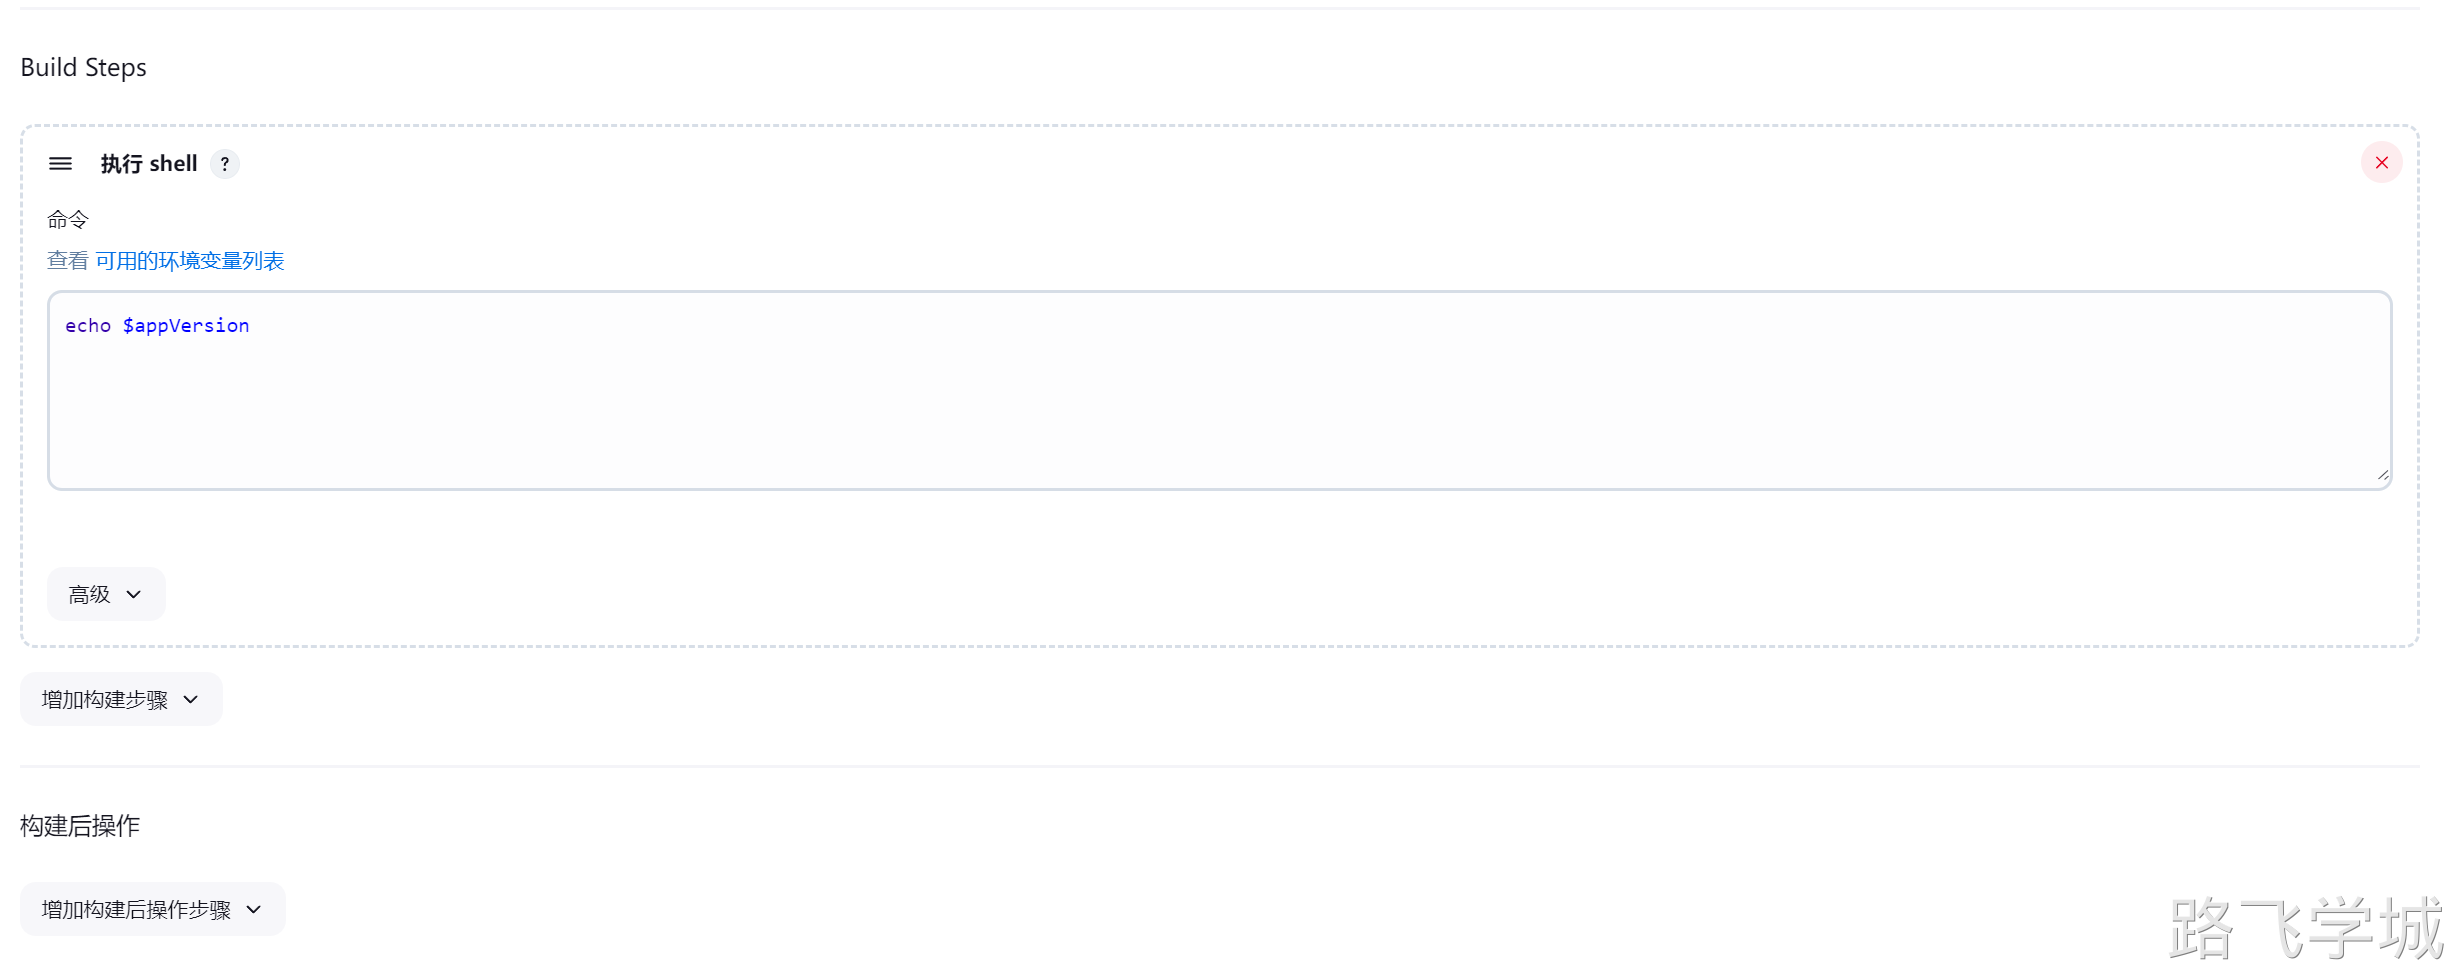 Build Steps
执行 shell ?
命令
查看 可用的环境变量列表
echo $appVersion
高级
增加构建步骤
构建后操作
增加构建后操作步骤
路飞学城